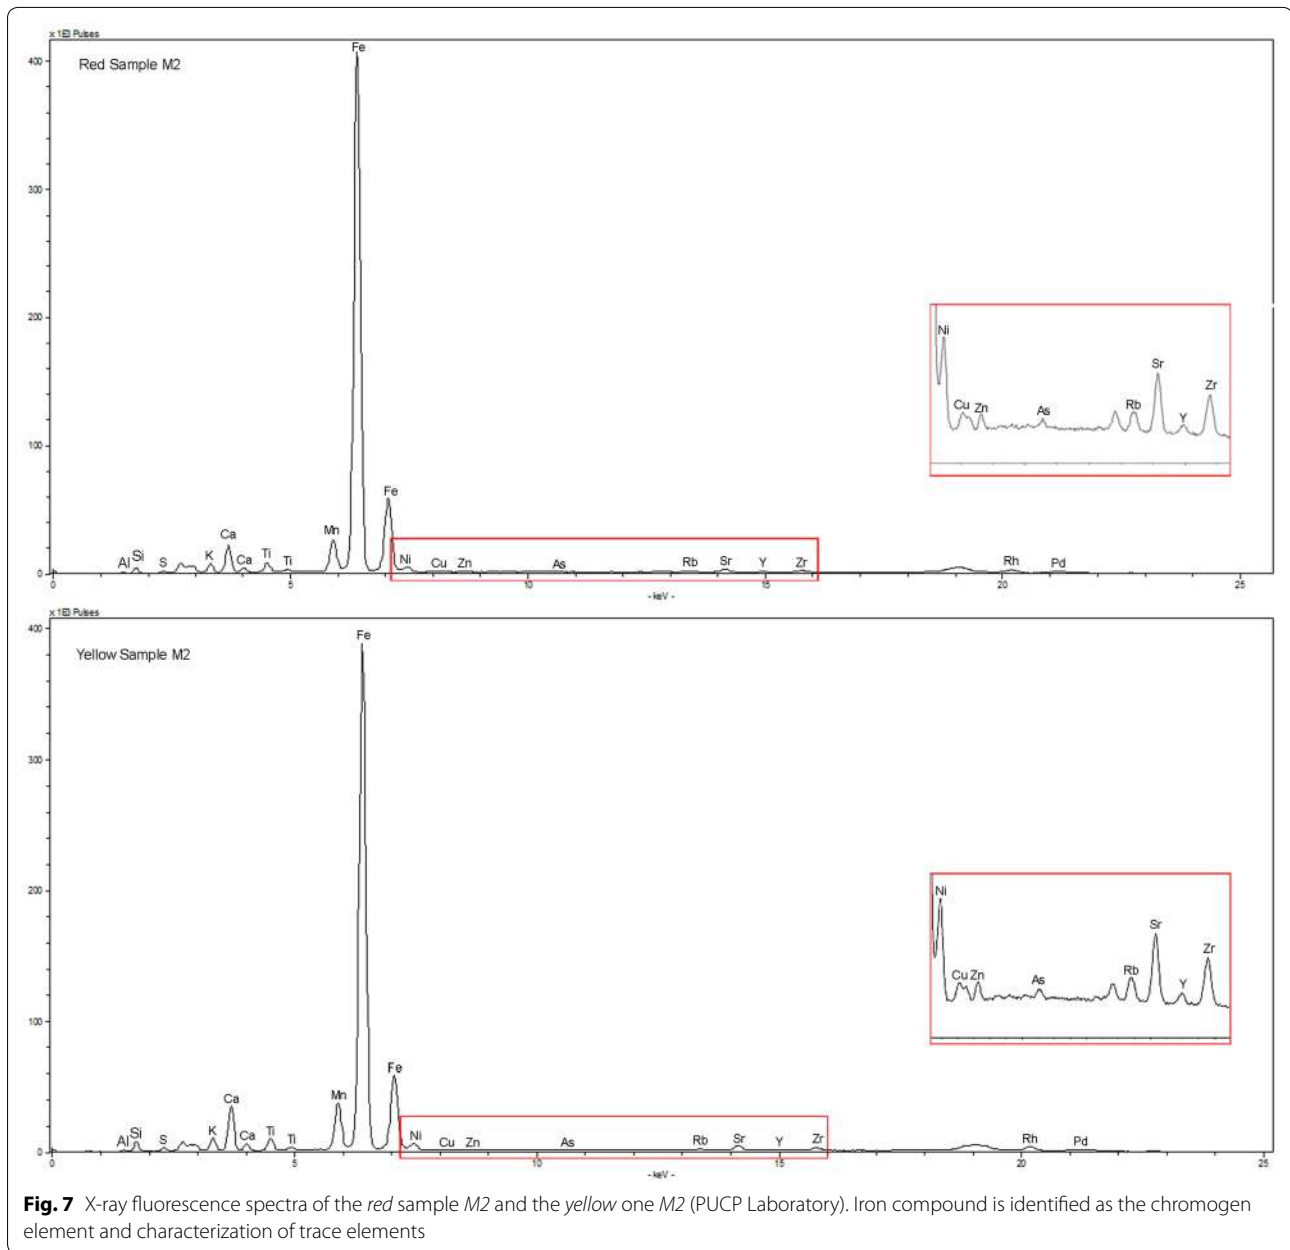 x 1E3 Pulses
Red Sample M2
400
300
200
100
0
Fe
Al Si S K Ca Ca Ti Ti Mn Fe Ni Cu Zn As Rb Sr Y Zr Rh Pd
0 5 10 15 20 25
- keV -
Ni Cu Zn As Rb Sr Y Zr
x 1E3 Pulses
Yellow Sample M2
400
300
200
100
0
Fe
Al Si S K Ca Ca Ti Ti Mn Fe Ni Cu Zn As Rb Sr Y Zr Rh Pd
0 5 10 15 20 25
- keV -
Ni Cu Zn As Rb Sr Y Zr
Fig. 7 X-ray fluorescence spectra of the red sample M2 and the yellow one M2 (PUCP Laboratory). Iron compound is identified as the chromogen
element and characterization of trace elements